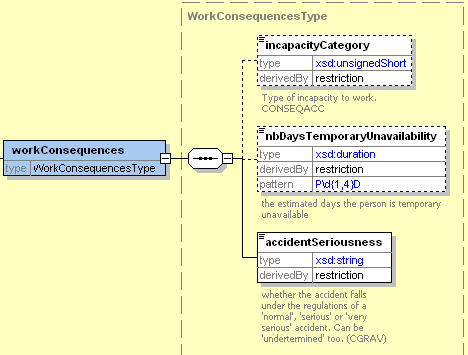 WorkConsequencesType
incapacityCategory
type xsd:unsignedShort
derivedBy restriction
Type of incapacity to work.
CONSEQACC
workConsequences
type WorkConsequencesType
nbDaysTemporaryUnavailability
type xsd:duration
derivedBy restriction
pattern P\d{1,4}D
the estimated days the person is temporary
unavailable
accidentSeriousness
type xsd:string
derivedBy restriction
whether the accident falls
under the regulations of a
'normal', 'serious' or 'very
serious' accident. Can be
'undertermined' too. (CGRAV)